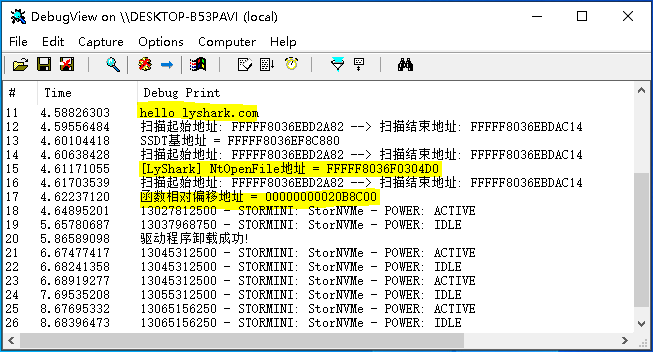 DebugView on \\DESKTOP-B53PAVI (local)
File Edit Capture Options Computer Help
# Time Debug Print
11 4.58826303 hello lyshark.com
12 4.59556484 扫描起始地址: FFFFF8036EBD2A82 --> 扫描结束地址: FFFFF8036EBDAC14
13 4.60104418 SSDT基地址 = FFFFF8036EF8C880
14 4.60638428 扫描起始地址: FFFFF8036EBD2A82 --> 扫描结束地址: FFFFF8036EBDAC14
15 4.61171055 [LyShark] NtOpenFile地址 = FFFFF8036F0304D0
16 4.61703539 扫描起始地址: FFFFF8036EBD2A82 --> 扫描结束地址: FFFFF8036EBDAC14
17 4.62237120 函数相对偏移地址 = 00000000020B8C00
18 4.64895201 13027812500 - STORMINI: StorNVMe - POWER: ACTIVE
19 5.65780687 13037968750 - STORMINI: StorNVMe - POWER: IDLE
20 5.86589098 驱动程序卸载成功!
21 6.67477417 13045312500 - STORMINI: StorNVMe - POWER: ACTIVE
22 6.68241358 13045312500 - STORMINI: StorNVMe - POWER: IDLE
23 6.68919277 13045312500 - STORMINI: StorNVMe - POWER: ACTIVE
24 7.69535208 13055312500 - STORMINI: StorNVMe - POWER: IDLE
25 8.67695332 13065156250 - STORMINI: StorNVMe - POWER: ACTIVE
26 8.68396473 13065156250 - STORMINI: StorNVMe - POWER: IDLE